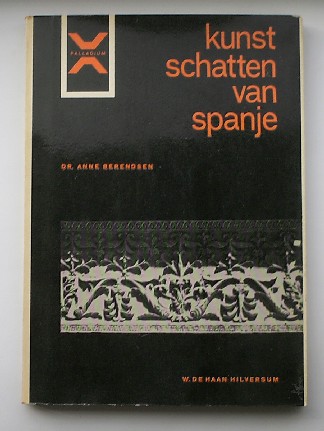 PALLADIUM
kunst
schatten
van
spanje
DR. ANNE BERENDSEN
W. DE HAAN HILVERSUM